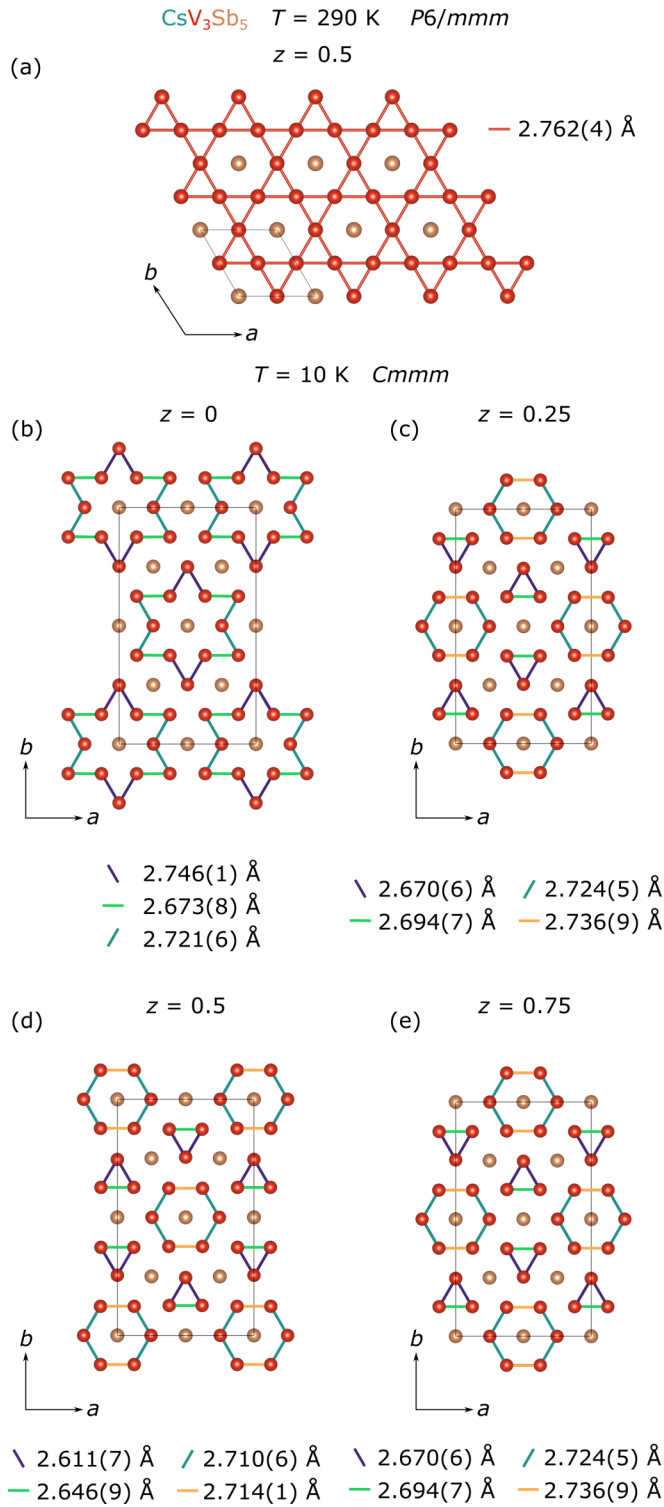 CsV₃Sb₅ T = 290 K P6/mmm
z = 0.5
(a)
2.762(4) Å
b
a
T = 10 K Cmmm
z = 0
z = 0.25
(b)
(c)
b
a
b
a
2.746(1) Å
2.673(8) Å
2.721(6) Å
2.670(6) Å 2.724(5) Å
2.694(7) Å 2.736(9) Å
z = 0.5
z = 0.75
(d)
(e)
b
a
b
a
2.611(7) Å 2.710(6) Å
2.646(9) Å 2.714(1) Å
2.670(6) Å 2.724(5) Å
2.694(7) Å 2.736(9) Å